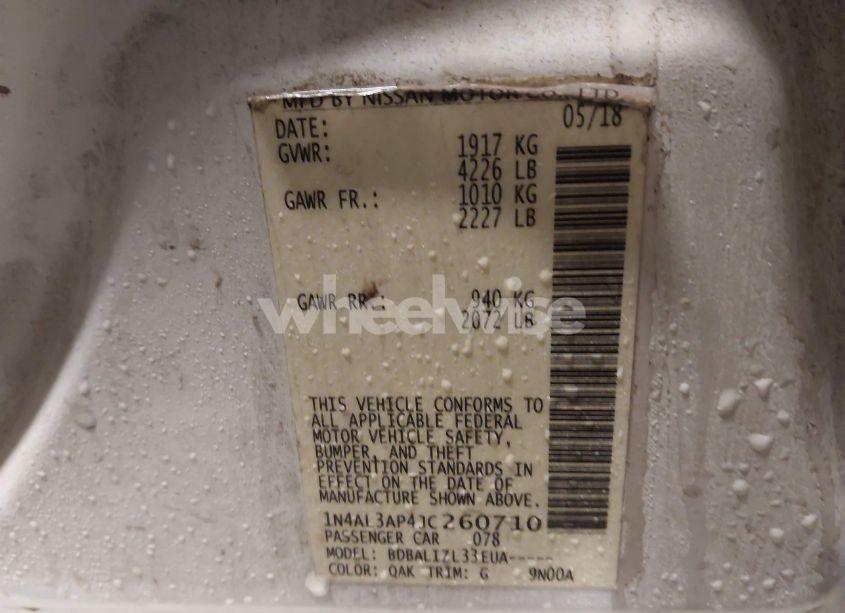 MFD BY NISSAN MOTOR CO., LTD.
DATE: 05/18
GVWR: 1917 KG
4226 LB
GAWR FR.: 1010 KG
2227 LB
GAWR RR.: 940 KG
2072 LB
wheelwise
THIS VEHICLE CONFORMS TO
ALL APPLICABLE FEDERAL
MOTOR VEHICLE SAFETY,
BUMPER, AND THEFT
PREVENTION STANDARDS IN
EFFECT ON THE DATE OF
MANUFACTURE SHOWN ABOVE.
1N4AL3AP4JC260710
PASSENGER CAR 078
MODEL: BDBALIZL33EUA-----
COLOR: QAK TRIM: G 9N00A